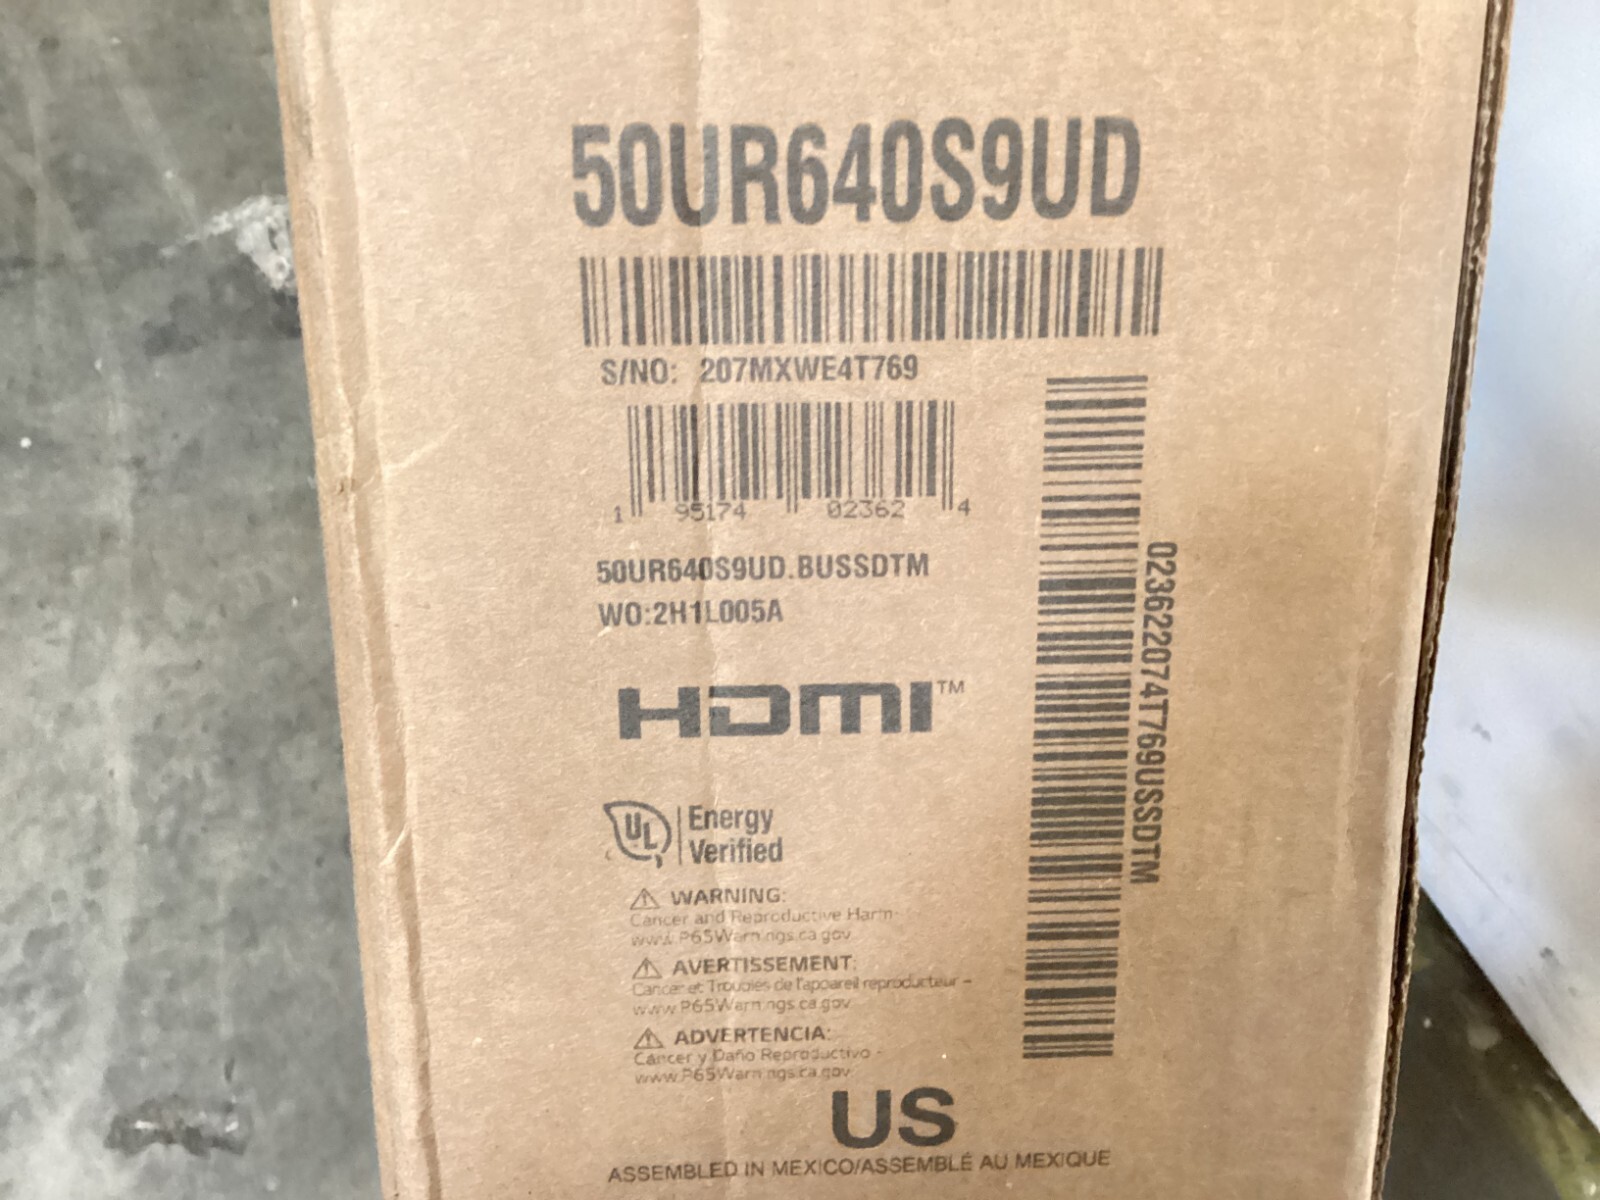 50UR640S9UD
S/NO: 207MXWE4T769
1 95174 02362 4
50UR640S9UD.BUSSDTM
WO:2H1L005A
023622074T769USSDTM
HDMI™
UL Energy
Verified
⚠ WARNING:
Cancer and Reproductive Harm-
www.P65Warnings.ca.gov
⚠ AVERTISSEMENT:
Cancer et Troubles de l'appareil reproducteur -
www.P65Warnings.ca.gov
⚠ ADVERTENCIA:
Cáncer y Daño Reproductivo -
www.P65Warnings.ca.gov
US
ASSEMBLED IN MEXICO/ASSEMBLÉ AU MEXIQUE